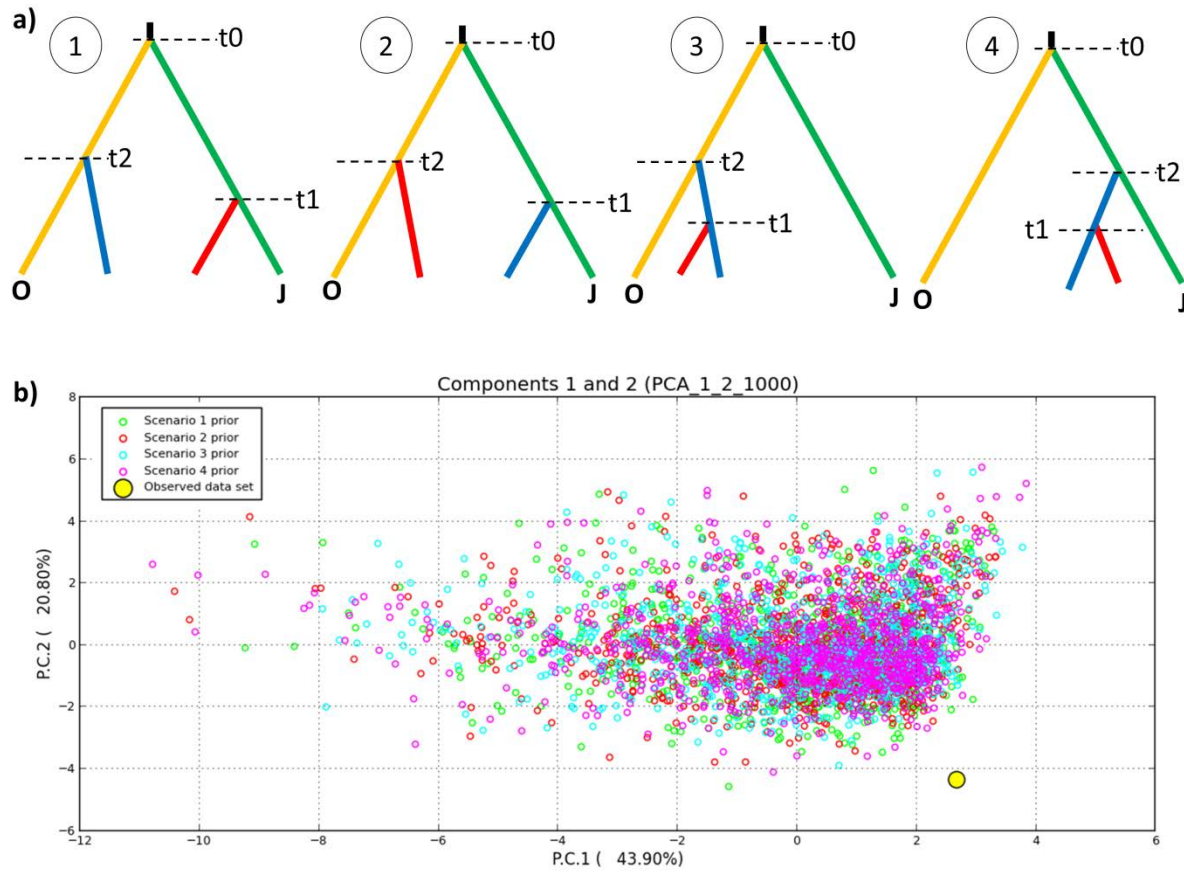 a)
1 t0 2 t0 3 t0 4 t0
t2 t2 t2 t2
t1 t1 t1 t1
O J O J O J O J
b)
Components 1 and 2 (PCA_1_2_1000)
8
6
4
2
0
−2
−4
−6
P.C.2 ( 20.80%)
Scenario 1 prior
Scenario 2 prior
Scenario 3 prior
Scenario 4 prior
Observed data set
−12 −10 −8 −6 −4 −2 0 2 4 6
P.C.1 ( 43.90%)